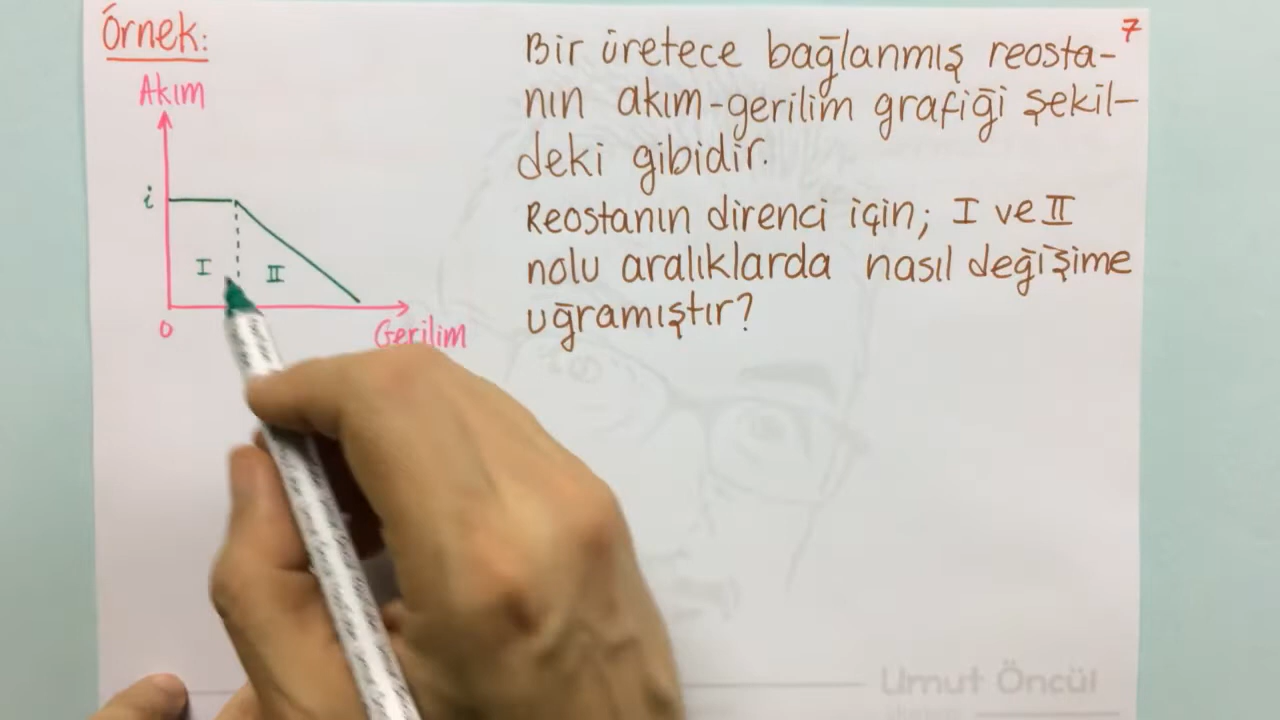 Örnek:
7
Akım
i
I
II
0
Gerilim
Bir üretece bağlanmış reosta-
nın akım-gerilim grafiği şekil-
deki gibidir.
Reostanın direnci için; I ve II
nolu aralıklarda nasıl değişime
uğramıştır?
Umut Öncül